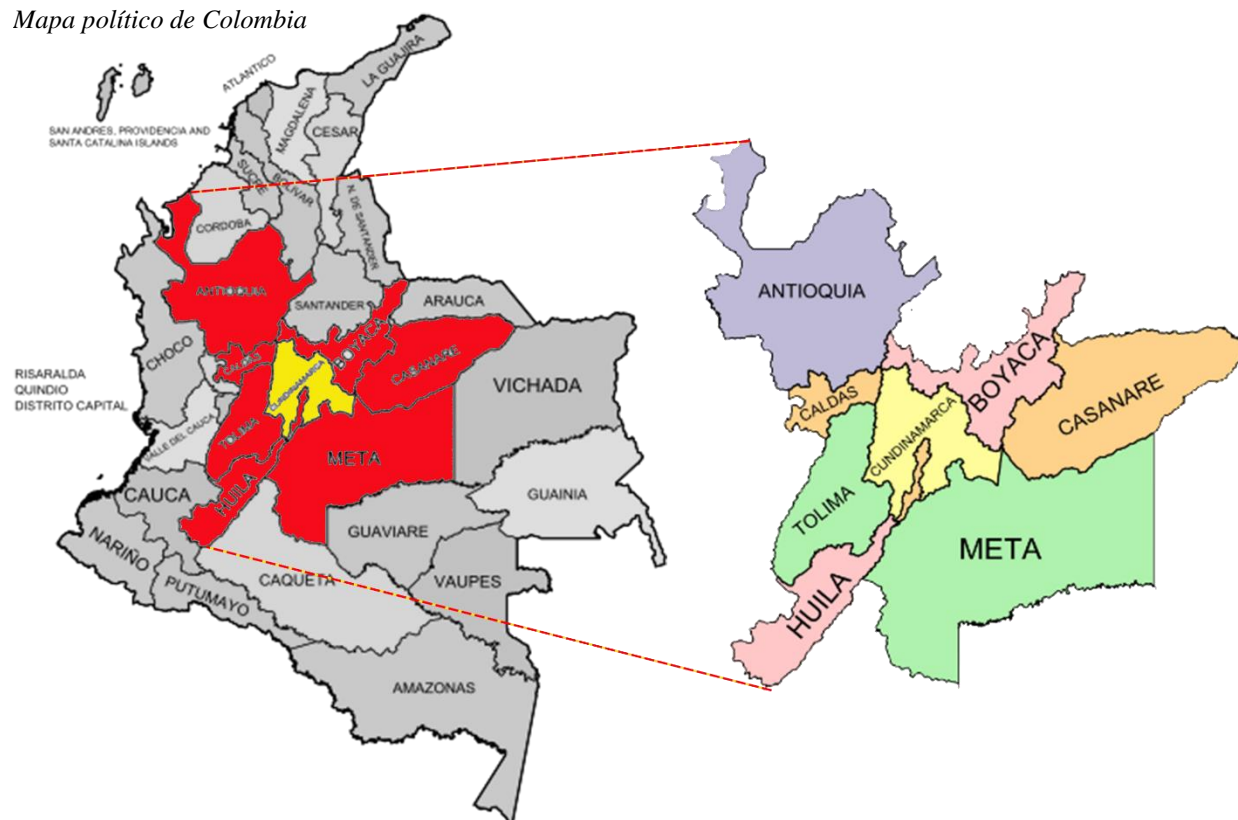 Mapa político de Colombia
ATLANTICO
LA GUAJIRA
MAGDALENA
CESAR
SAN ANDRES, PROVIDENCIA AND
SANTA CATALINA ISLANDS
SUCRE
BOLIVAR
N. DE SANTANDER
CORDOBA
ANTIOQUIA
SANTANDER
ARAUCA
CHOCO
BOYACA
CALDAS
CASANARE
CUNDINAMARCA
VICHADA
RISARALDA
QUINDIO
DISTRITO CAPITAL
VALLE DEL CAUCA
TOLIMA
META
HUILA
CAUCA
GUAINIA
GUAVIARE
NARIÑO
CAQUETA
VAUPES
PUTUMAYO
AMAZONAS
ANTIOQUIA
BOYACA
CALDAS
CASANARE
CUNDINAMARCA
TOLIMA
META
HUILA